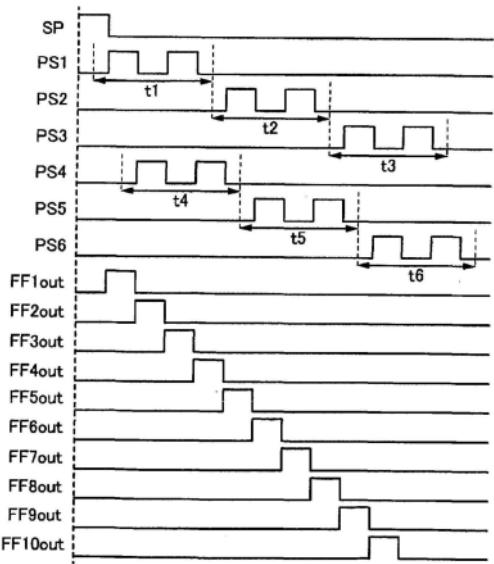 SP
PS1
t1
PS2
t2
PS3
t3
PS4
t4
PS5
t5
PS6
t6
FF1out
FF2out
FF3out
FF4out
FF5out
FF6out
FF7out
FF8out
FF9out
FF10out